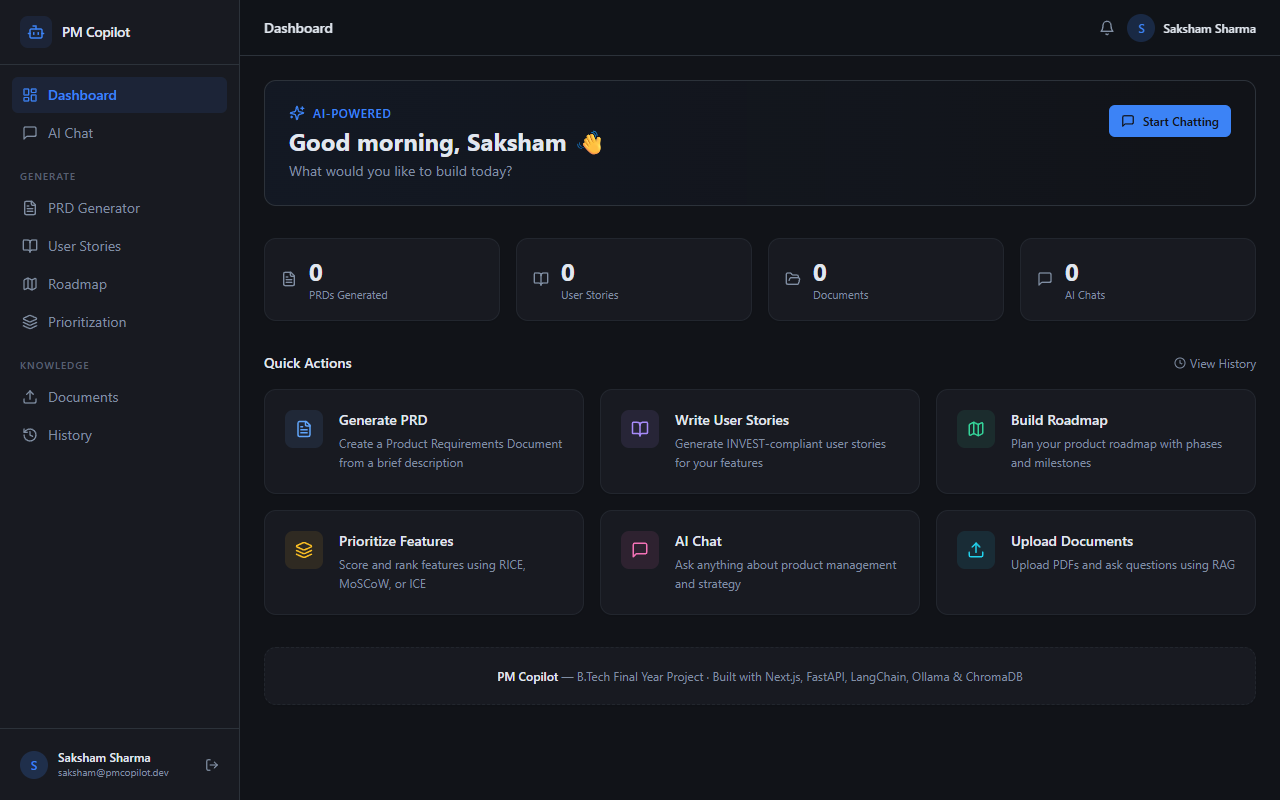 PM Copilot
Dashboard
AI Chat
GENERATE
PRD Generator
User Stories
Roadmap
Prioritization
KNOWLEDGE
Documents
History
S
Saksham Sharma
saksham@pmcopilot.dev
Dashboard
S
Saksham Sharma
AI-POWERED
Good morning, Saksham 👋
What would you like to build today?
Start Chatting
0
PRDs Generated
0
User Stories
0
Documents
0
AI Chats
Quick Actions
View History
Generate PRD
Create a Product Requirements Document
from a brief description
Write User Stories
Generate INVEST-compliant user stories
for your features
Build Roadmap
Plan your product roadmap with phases
and milestones
Prioritize Features
Score and rank features using RICE,
MoSCoW, or ICE
AI Chat
Ask anything about product management
and strategy
Upload Documents
Upload PDFs and ask questions using RAG
PM Copilot — B.Tech Final Year Project · Built with Next.js, FastAPI, LangChain, Ollama & ChromaDB